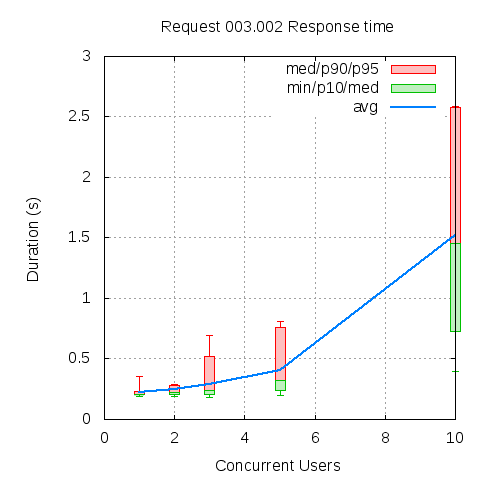 Request 003.002 Response time
3
med/p90/p95
min/p10/med
avg
2.5
2
1.5
1
0.5
0
Duration (s)
0 2 4 6 8 10
Concurrent Users